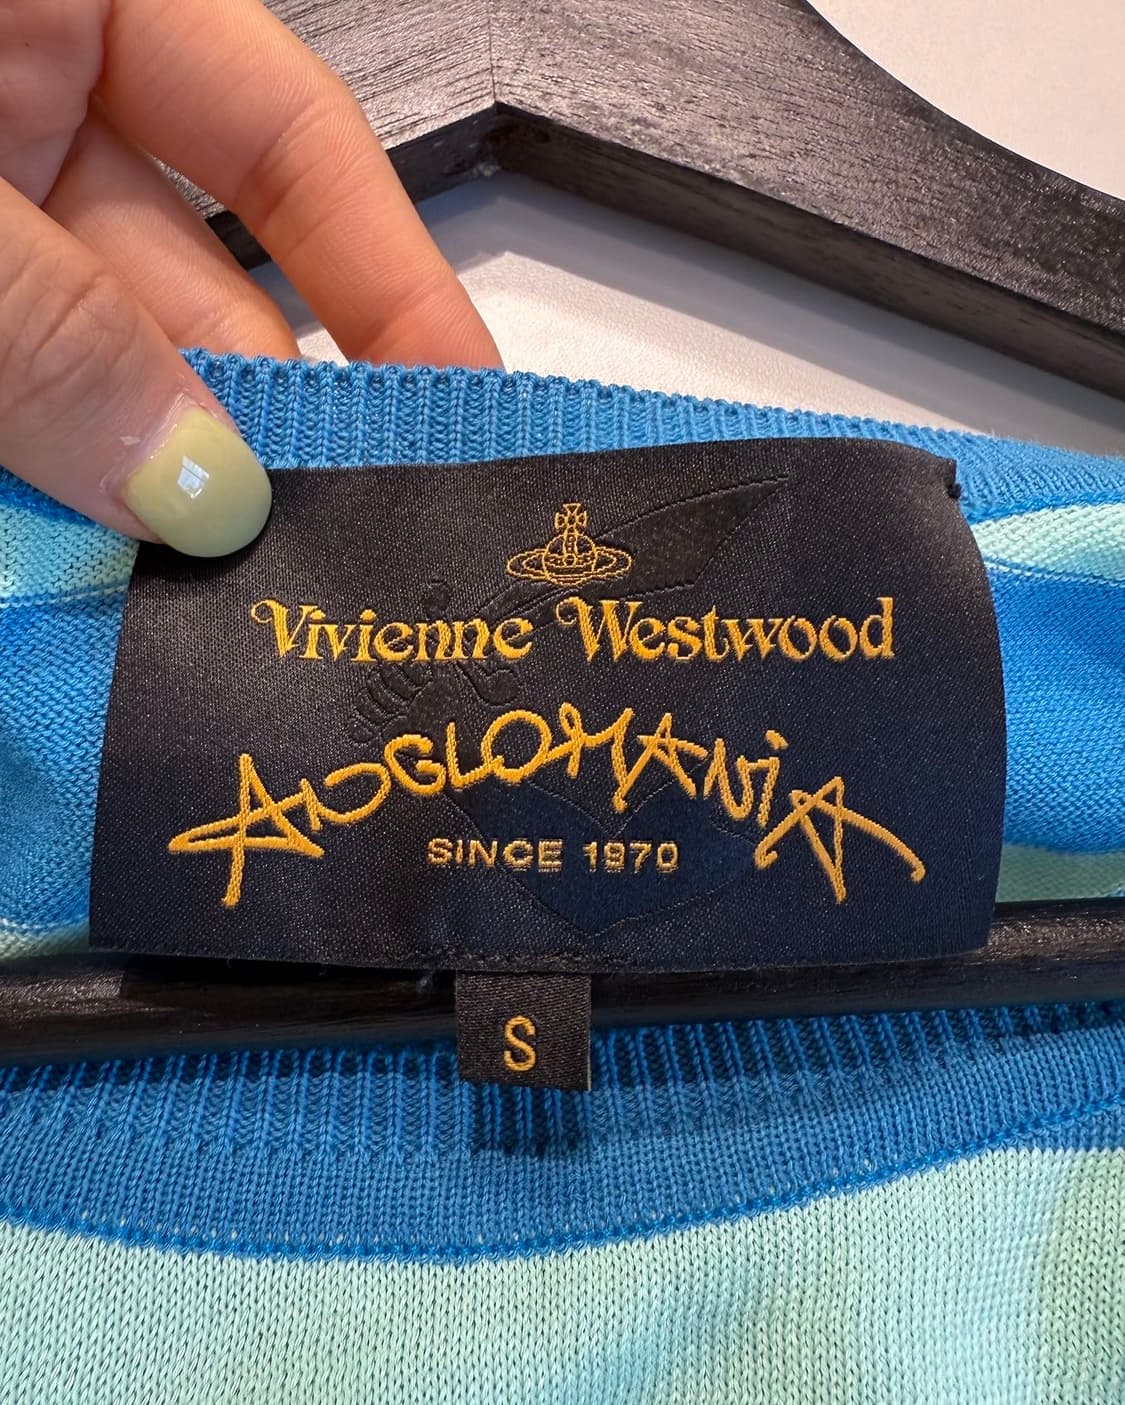 Vivienne Westwood
ANGLOMANiA
SINCE 1970
S